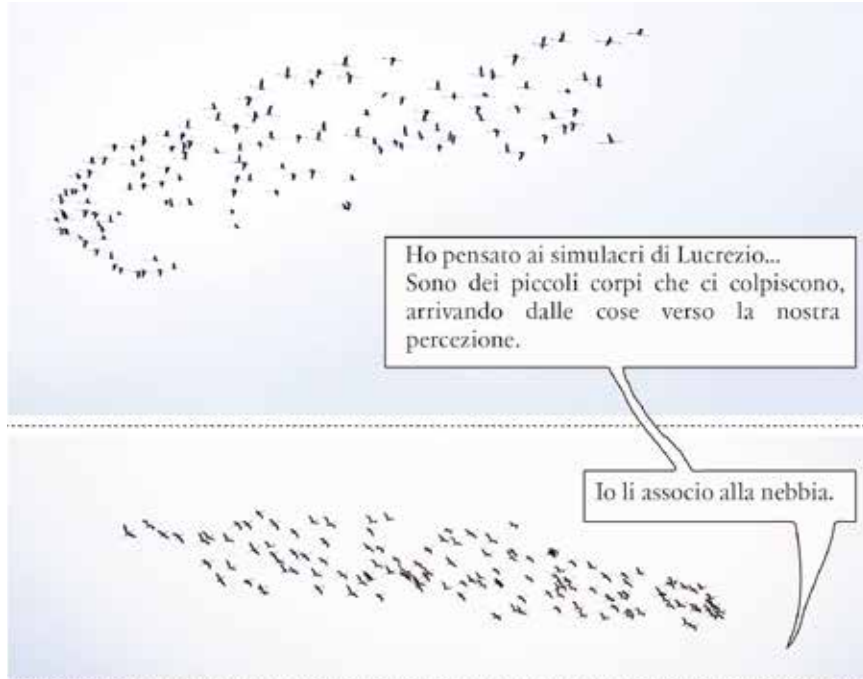 Ho pensato ai simulacri di Lucrezio...
Sono dei piccoli corpi che ci colpiscono,
arrivando dalle cose verso la nostra
percezione.
Io li associo alla nebbia.